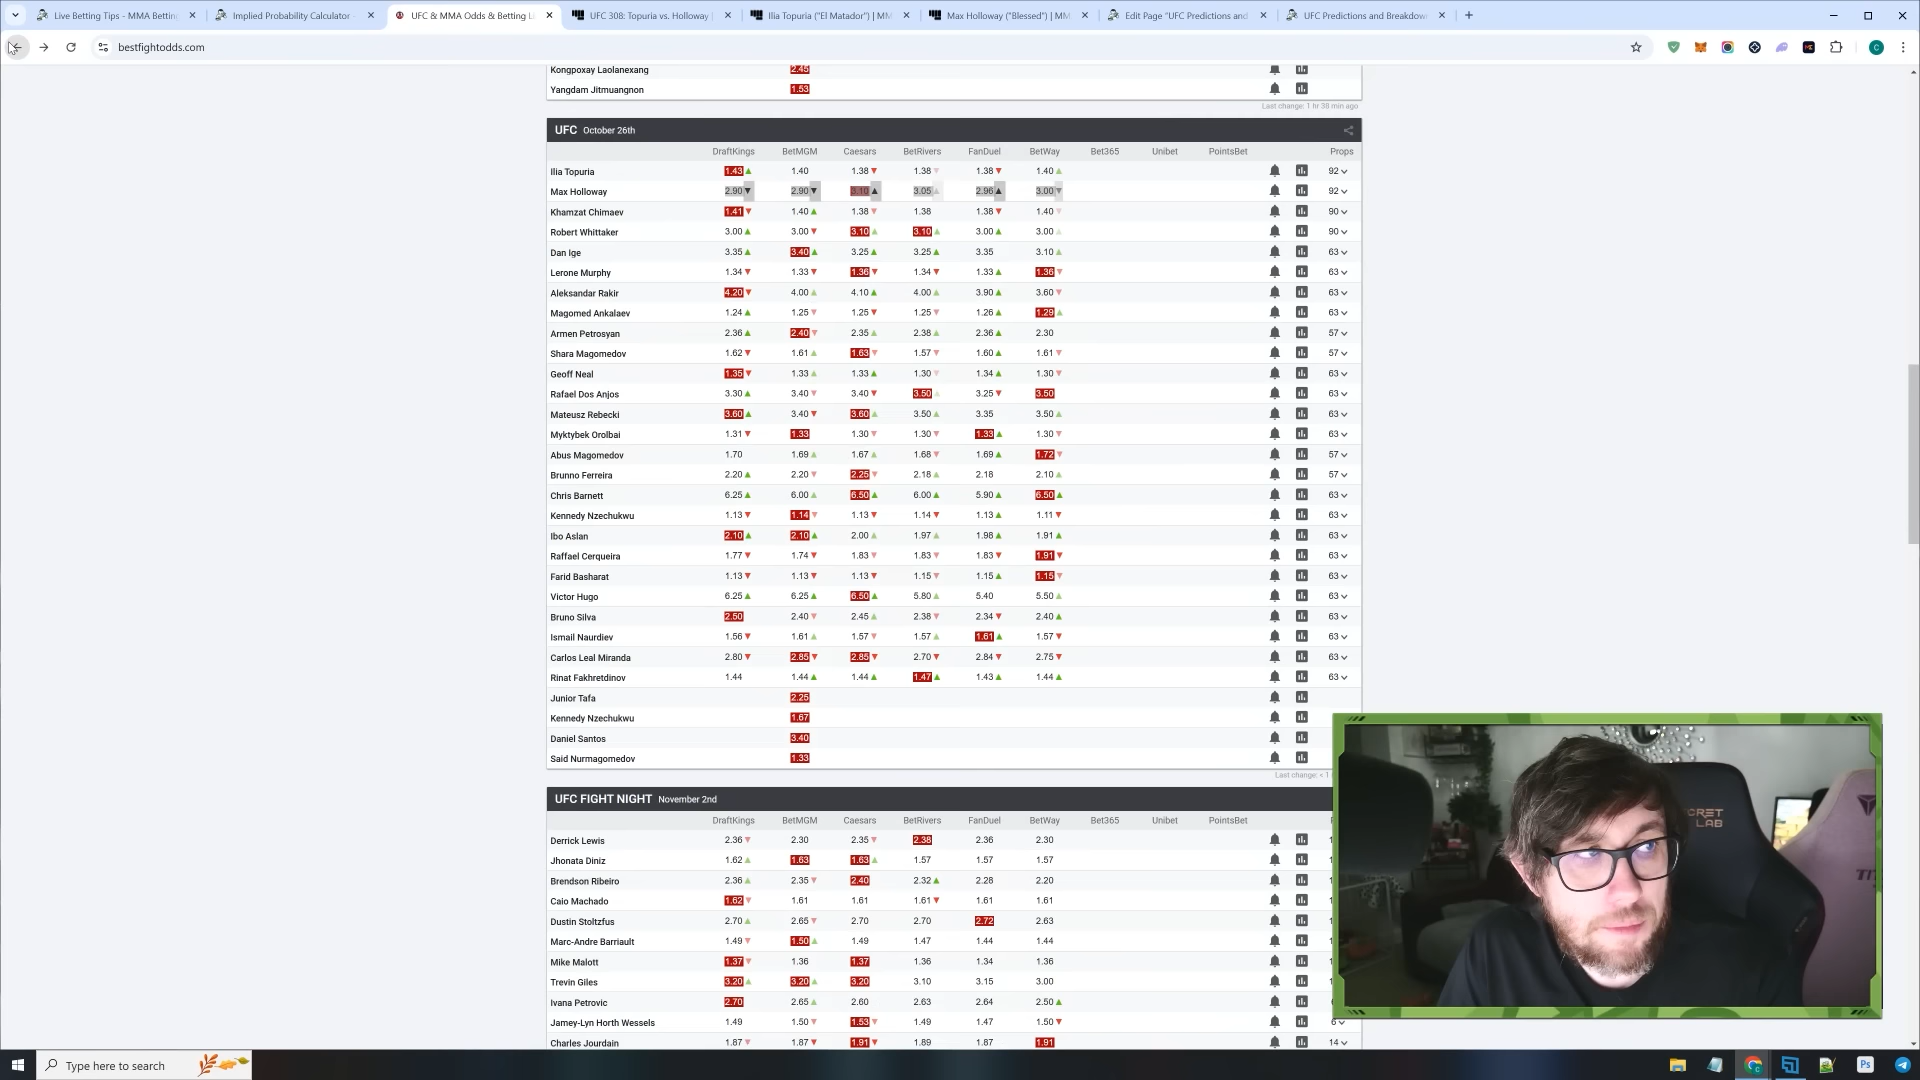 Live Betting Tips - MMA Bettin
Implied Probability Calculator -
UFC & MMA Odds & Betting Li
UFC 308: Topuria vs. Holloway |
Ilia Topuria ("El Matador") | MM
Max Holloway ("Blessed") | MM
Edit Page "UFC Predictions and
UFC Predictions and Breakdow
bestfightodds.com
Kongpoxay Laolanexang 2.45
Yangdam Jitmuangnon 1.53
Last change: 1 hr 38 min ago
UFC October 26th
DraftKings BetMGM Caesars BetRivers FanDuel BetWay Bet365 Unibet PointsBet Props
Ilia Topuria 1.43▲ 1.40 1.38▼ 1.38▼ 1.38▼ 1.40▲ 92
Max Holloway 2.90▼ 2.90▼ 3.10▲ 3.05▲ 2.96▲ 3.00▼ 92
Khamzat Chimaev 1.41▼ 1.40▲ 1.38▼ 1.38 1.38▼ 1.40▼ 90
Robert Whittaker 3.00▲ 3.00▼ 3.10▲ 3.10▲ 3.00▲ 3.00▲ 90
Dan Ige 3.35▲ 3.40▲ 3.25▲ 3.25▲ 3.35 3.10▲ 63
Lerone Murphy 1.34▼ 1.33▼ 1.36▼ 1.34▼ 1.33▲ 1.36▼ 63
Aleksandar Rakir 4.20▼ 4.00▲ 4.10▲ 4.00▲ 3.90▲ 3.60▼ 63
Magomed Ankalaev 1.24▲ 1.25▼ 1.25▼ 1.25▼ 1.26▲ 1.29▲ 63
Armen Petrosyan 2.36▲ 2.40▼ 2.35▲ 2.38▲ 2.36▲ 2.30 57
Shara Magomedov 1.62▼ 1.61▲ 1.63▼ 1.57▼ 1.60▲ 1.61▼ 57
Geoff Neal 1.35▼ 1.33▲ 1.33▲ 1.30▼ 1.34▲ 1.30▼ 63
Rafael Dos Anjos 3.30▲ 3.40▼ 3.40▼ 3.50▲ 3.25▼ 3.50 63
Mateusz Rebecki 3.60▲ 3.40▼ 3.60▲ 3.50▲ 3.35 3.50▲ 63
Myktybek Orolbai 1.31▼ 1.33 1.30▼ 1.30▼ 1.33▲ 1.30▼ 63
Abus Magomedov 1.70 1.69▲ 1.67▲ 1.68▼ 1.69▲ 1.72▼ 57
Brunno Ferreira 2.20▲ 2.20▼ 2.25▼ 2.18▲ 2.18 2.10▲ 57
Chris Barnett 6.25▲ 6.00▲ 6.50▲ 6.00▲ 5.90▲ 6.50▲ 63
Kennedy Nzechukwu 1.13▼ 1.14▼ 1.13▼ 1.14▼ 1.13▲ 1.11▼ 63
Ibo Aslan 2.10▲ 2.10▲ 2.00▲ 1.97▲ 1.98▲ 1.91▲ 63
Raffael Cerqueira 1.77▼ 1.74▼ 1.83▼ 1.83▼ 1.83▼ 1.91▼ 63
Farid Basharat 1.13▼ 1.13▼ 1.13▼ 1.15▼ 1.15▲ 1.15▼ 63
Victor Hugo 6.25▲ 6.25▲ 6.50▲ 5.80▲ 5.40 5.50▲ 63
Bruno Silva 2.50 2.40▼ 2.45▲ 2.38▼ 2.34▼ 2.40▲ 63
Ismail Naurdiev 1.56▼ 1.61▲ 1.57▼ 1.57▲ 1.61▲ 1.57▼ 63
Carlos Leal Miranda 2.80▼ 2.85▼ 2.85▼ 2.70▼ 2.84▼ 2.75▼ 63
Rinat Fakhretdinov 1.44 1.44▲ 1.44▲ 1.47▲ 1.43▲ 1.44▲ 63
Junior Tafa 2.25
Kennedy Nzechukwu 1.67
Daniel Santos 3.40
Said Nurmagomedov 1.33
Last change: < 1
UFC FIGHT NIGHT November 2nd
DraftKings BetMGM Caesars BetRivers FanDuel BetWay Bet365 Unibet PointsBet
Derrick Lewis 2.36▼ 2.30 2.35▼ 2.38 2.36 2.30
Jhonata Diniz 1.62▲ 1.63 1.63▲ 1.57 1.57 1.57
Brendson Ribeiro 2.36▲ 2.35▼ 2.40 2.32▲ 2.28 2.20
Caio Machado 1.62▼ 1.61 1.61 1.61▼ 1.61 1.61
Dustin Stoltzfus 2.70▲ 2.65▼ 2.70 2.70 2.72 2.63
Marc-Andre Barriault 1.49▼ 1.50▲ 1.49 1.47 1.44 1.44
Mike Malott 1.37▼ 1.36 1.37 1.36 1.34 1.36
Trevin Giles 3.20▲ 3.20▲ 3.20 3.10 3.15 3.00
Ivana Petrovic 2.70 2.65▲ 2.60 2.63 2.64 2.50▲
Jamey-Lyn Horth Wessels 1.49 1.50▼ 1.53▼ 1.49 1.47 1.50▼ 6
Charles Jourdain 1.87▼ 1.87▼ 1.91▼ 1.89 1.87 1.91 14
CRET
LAB
Type here to search